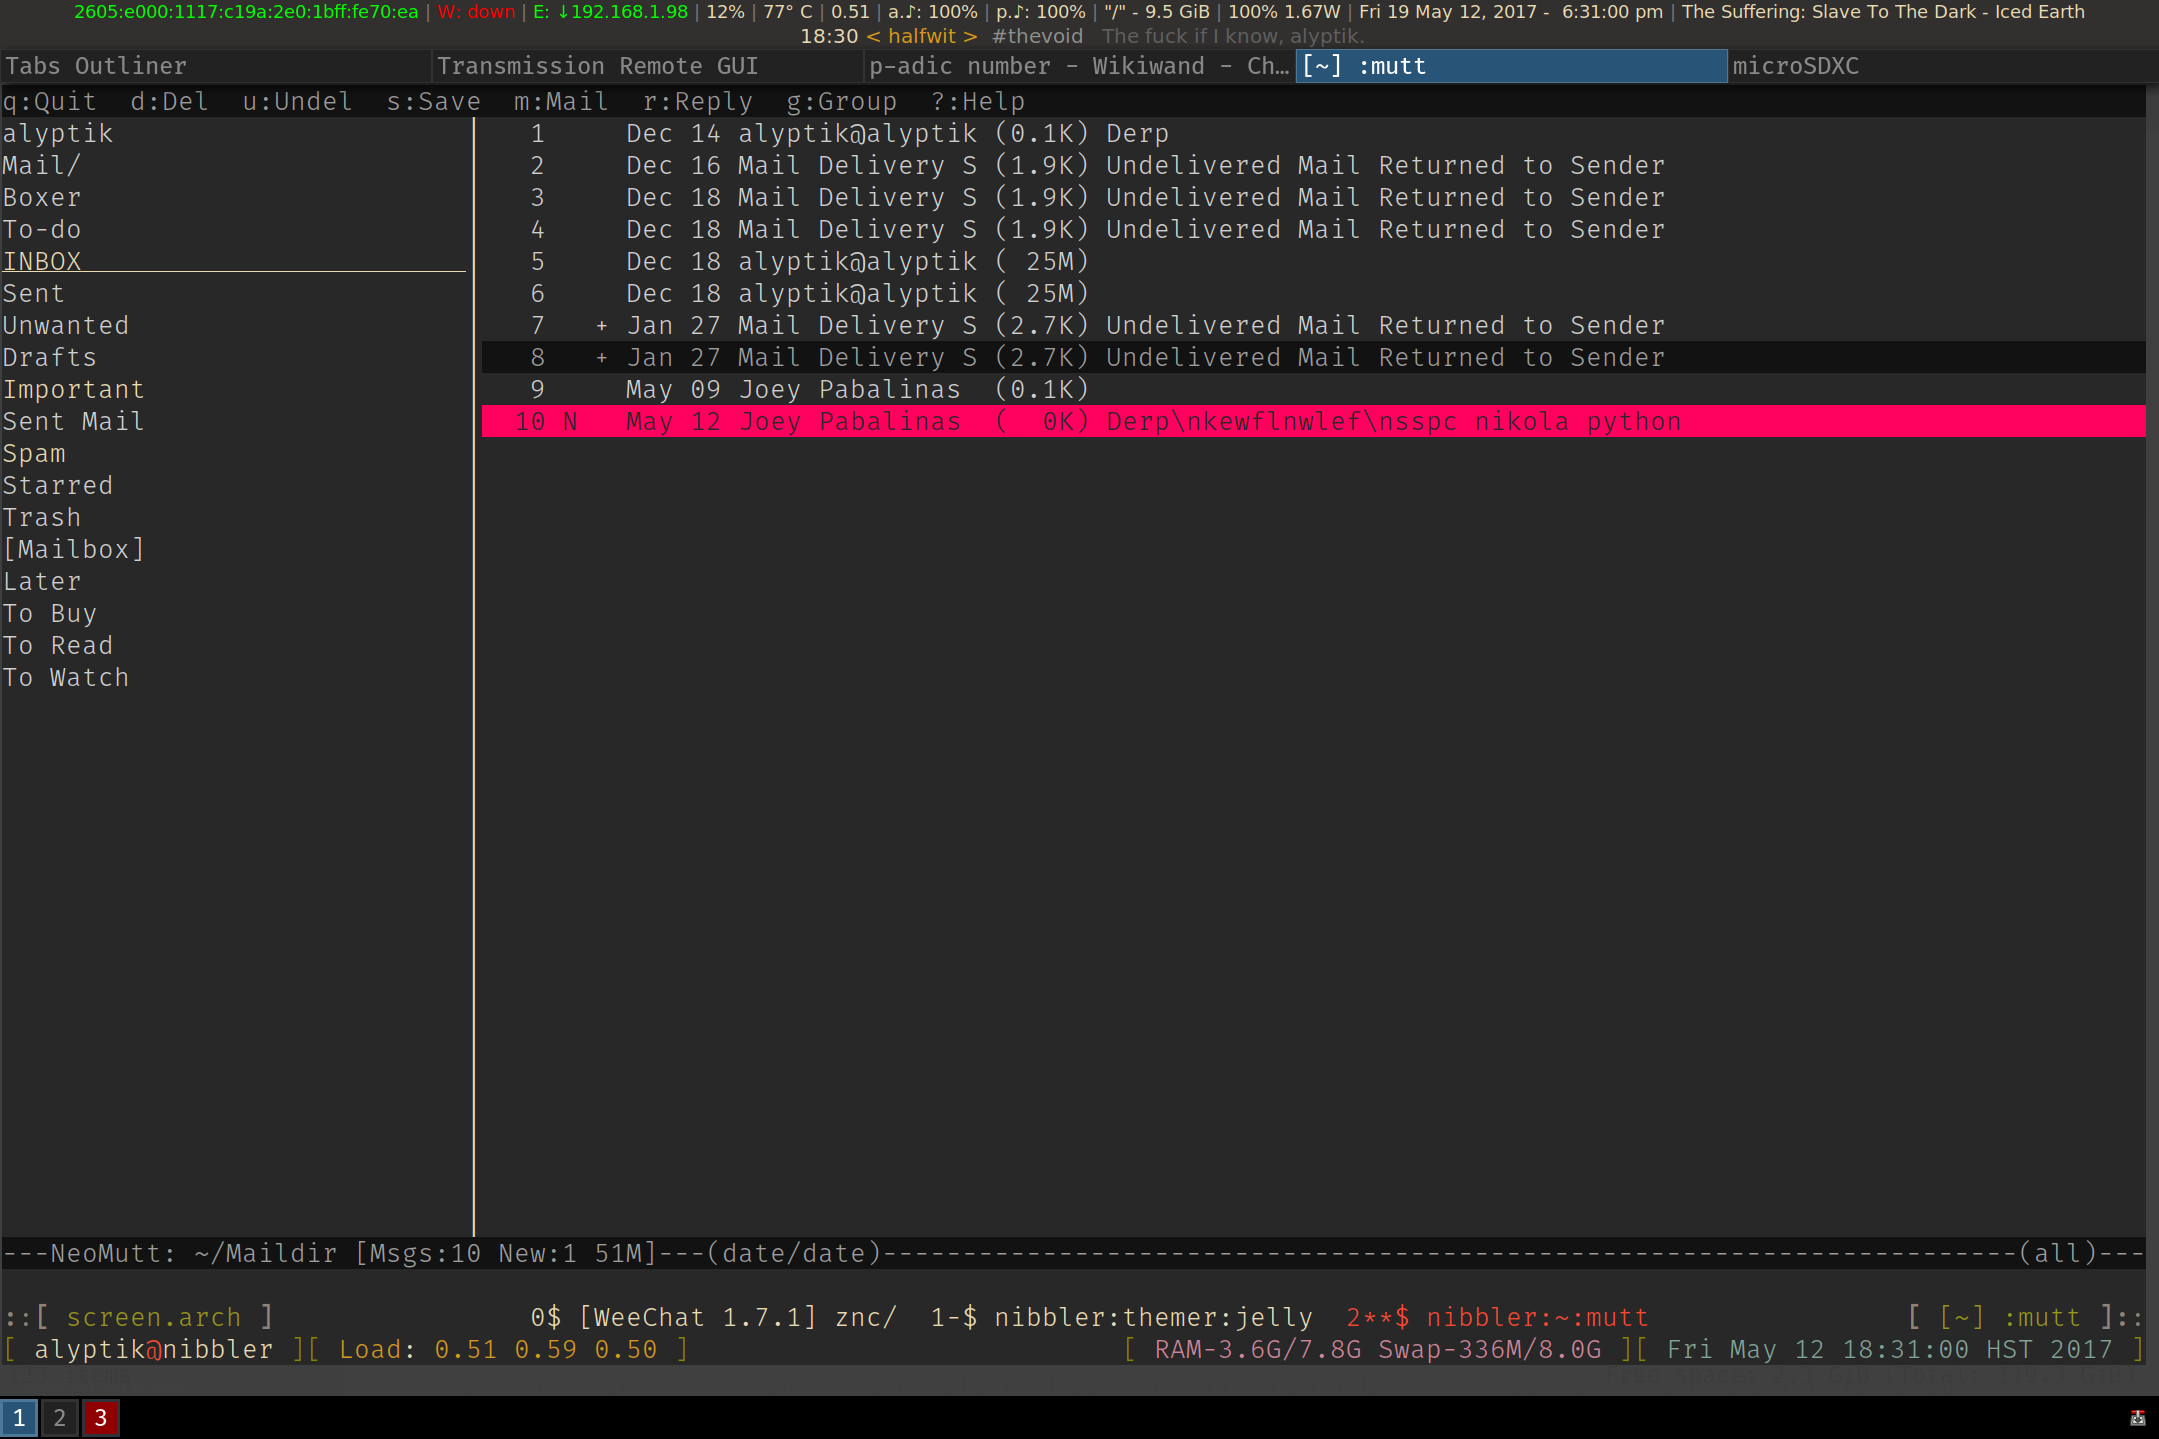 2605:e000:1117:c19a:2e0:1bff:fe70:ea | W: down | E: ↓192.168.1.98 | 12% | 77° C | 0.51 | a.♪: 100% | p.♪: 100% | "/" - 9.5 GiB | 100% 1.67W | Fri 19 May 12, 2017 -  6:31:00 pm | The Suffering: Slave To The Dark - Iced Earth
18:30 < halfwit >  #thevoid   The fuck if I know, alyptik.
Tabs Outliner Transmission Remote GUI p-adic number - Wikiwand - Ch… [~] :mutt microSDXC
q:Quit  d:Del  u:Undel  s:Save  m:Mail  r:Reply  g:Group  ?:Help
alyptik 1 Dec 14 alyptik@alyptik (0.1K) Derp
Mail/ 2 Dec 16 Mail Delivery S (1.9K) Undelivered Mail Returned to Sender
Boxer 3 Dec 18 Mail Delivery S (1.9K) Undelivered Mail Returned to Sender
To-do 4 Dec 18 Mail Delivery S (1.9K) Undelivered Mail Returned to Sender
INBOX 5 Dec 18 alyptik@alyptik ( 25M)
Sent 6 Dec 18 alyptik@alyptik ( 25M)
Unwanted 7 + Jan 27 Mail Delivery S (2.7K) Undelivered Mail Returned to Sender
Drafts 8 + Jan 27 Mail Delivery S (2.7K) Undelivered Mail Returned to Sender
Important 9 May 09 Joey Pabalinas (0.1K)
Sent Mail 10 N May 12 Joey Pabalinas (  0K) Derp\nkewflnwlef\nsspc nikola python
Spam
Starred
Trash
[Mailbox]
Later
To Buy
To Read
To Watch
---NeoMutt: ~/Maildir [Msgs:10 New:1 51M]---(date/date)-----------------------------------------------------------------------(all)---
::[ screen.arch ] 0$ [WeeChat 1.7.1] znc/  1-$ nibbler:themer:jelly  2**$ nibbler:~:mutt [ [~] :mutt ]::
[ alyptik@nibbler ][ Load: 0.51 0.59 0.50 ] [ RAM-3.6G/7.8G Swap-336M/8.0G ][ Fri May 12 18:31:00 HST 2017 ]
1 2 3